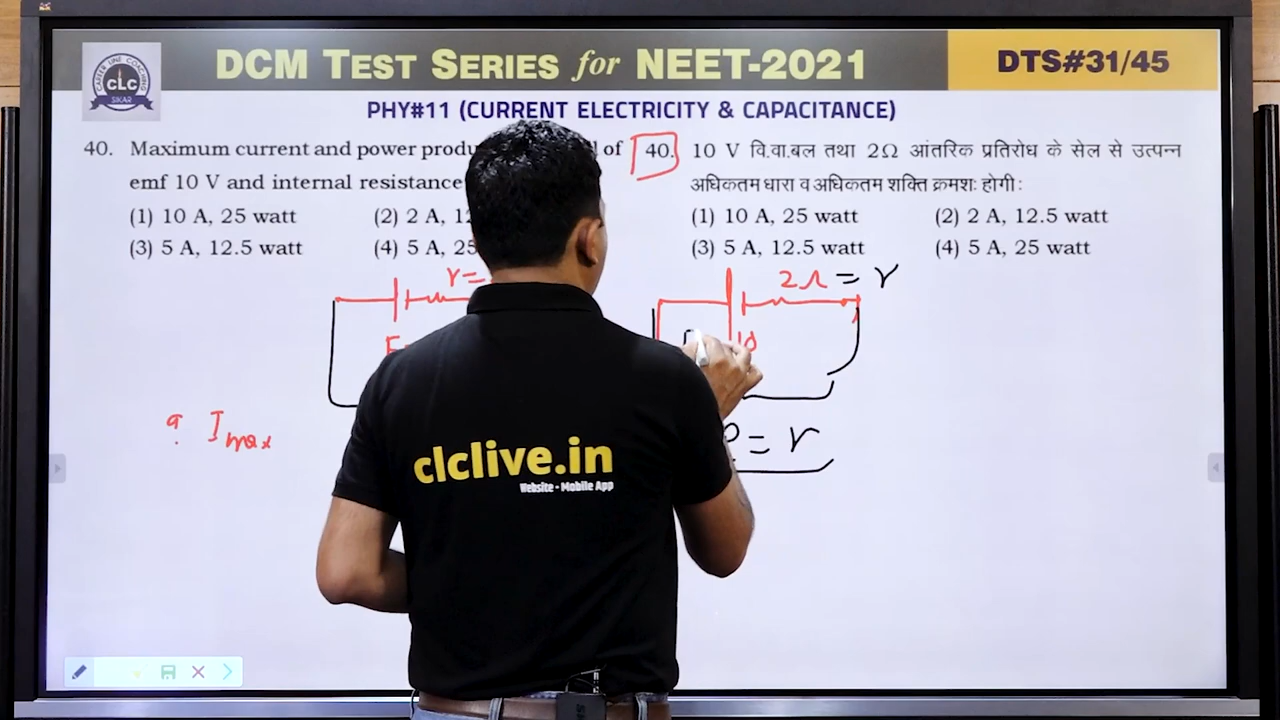 DCM TEST SERIES for NEET-2021
DTS#31/45
CLC
SIKAR
PHY#11 (CURRENT ELECTRICITY & CAPACITANCE)
40. Maximum current and power of
emf 10 V and internal resistance
(1) 10 A, 25 watt (2) 2 A,
(3) 5 A, 12.5 watt (4) 5 A, 25
40. 10 V वि.वा.बल तथा 2Ω आंतरिक प्रतिरोध के सेल से उत्पन्न
अधिकतम धारा व अधिकतम शक्ति क्रमशः होगी :
(1) 10 A, 25 watt (2) 2 A, 12.5 watt
(3) 5 A, 12.5 watt (4) 5 A, 25 watt
r=
2Ω = r
10
I max
= r
clclive.in
Website - Mobile App